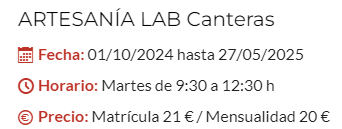 ARTESANÍA LAB Canteras
Fecha: 01/10/2024 hasta 27/05/2025
Horario: Martes de 9:30 a 12:30 h
Precio: Matrícula 21 € / Mensualidad 20 €